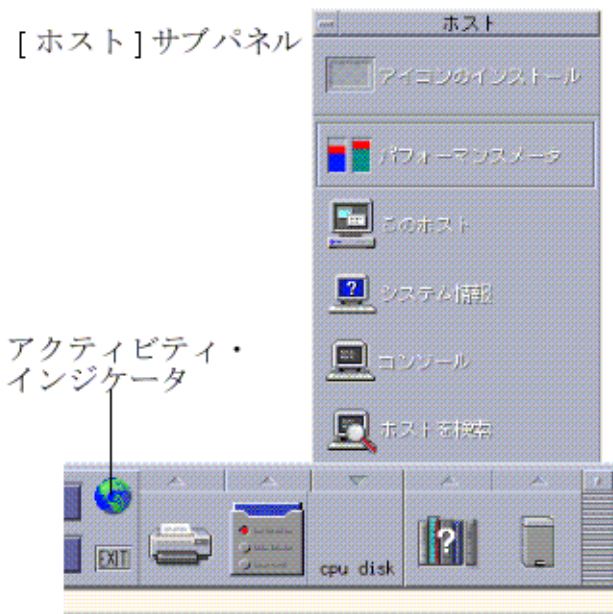 [ ホスト ] サブパネル
ホスト
アイコンのインストール
パフォーマンスメータ
このホスト
システム情報
コンソール
ホストを検索
アクティビティ・
インジケータ
EXIT
cpu disk
?